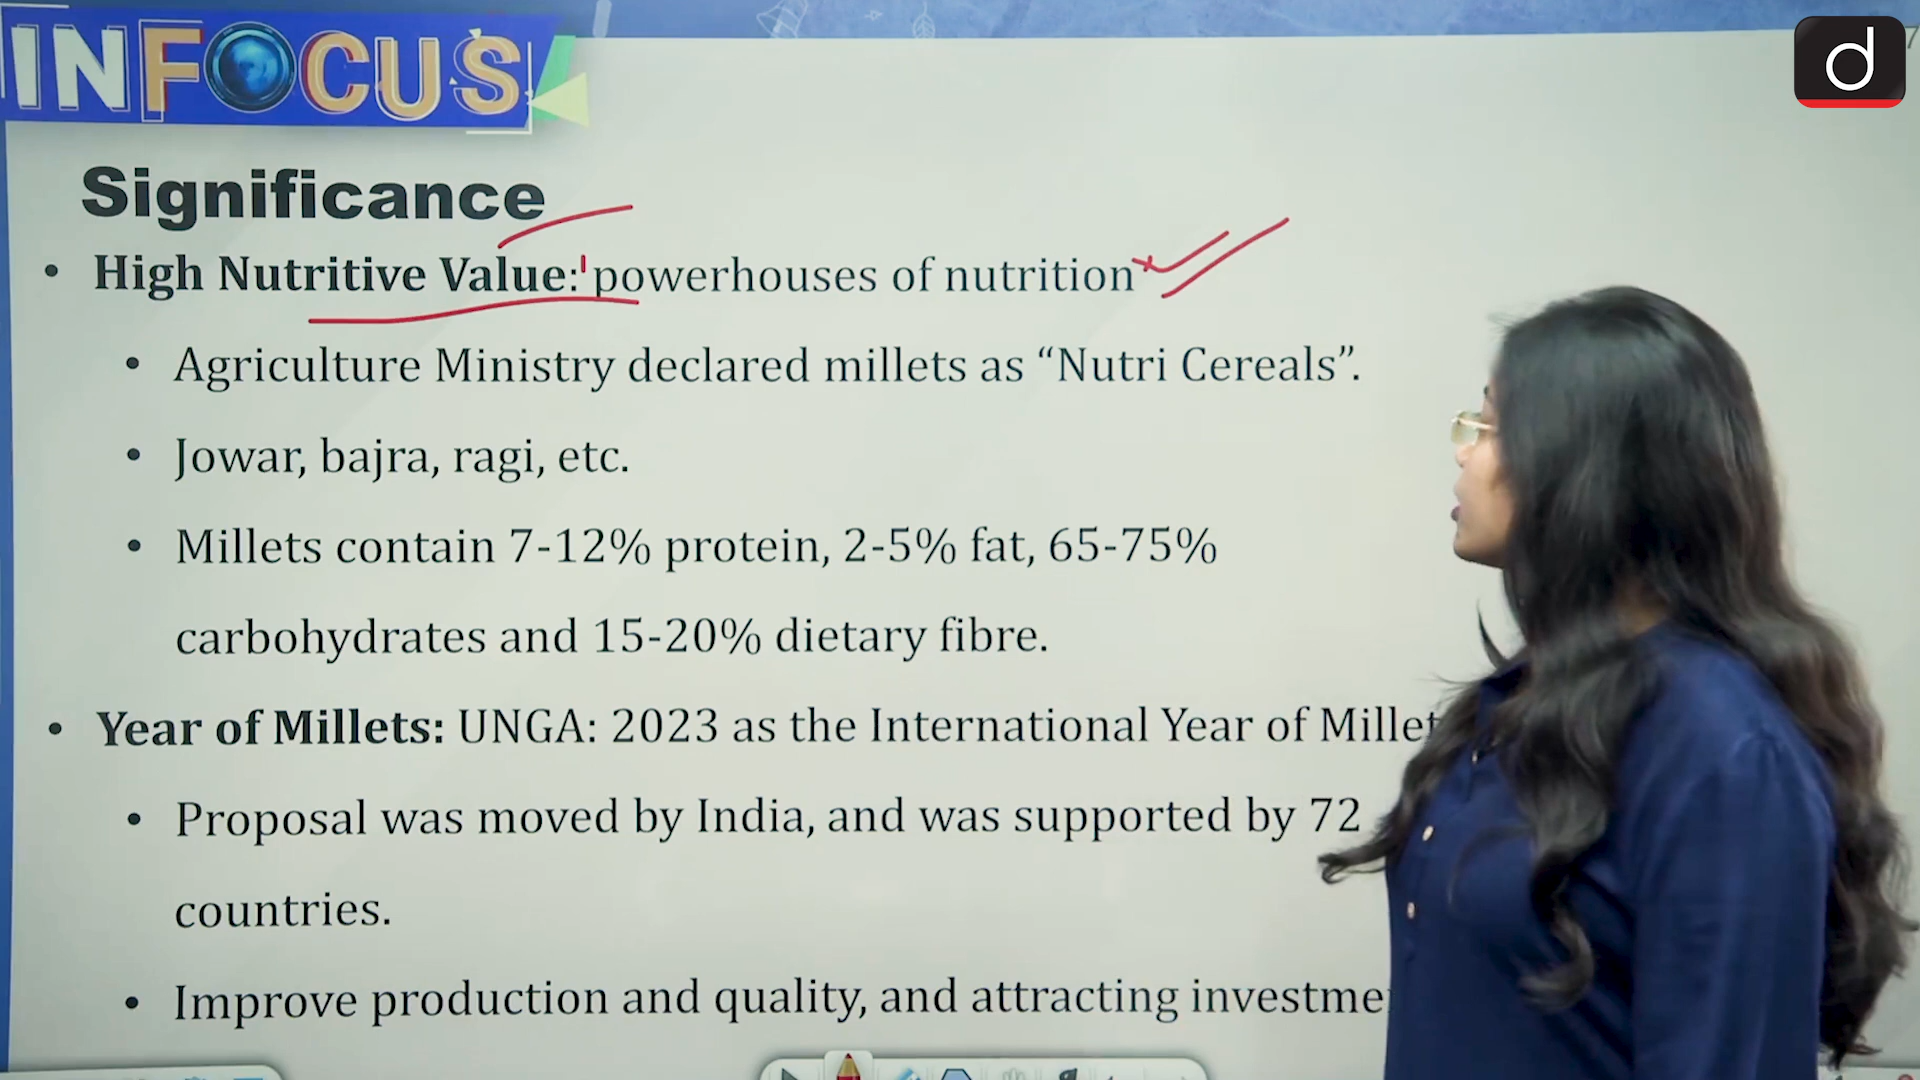 INFOCUS
d
Significance
• High Nutritive Value: powerhouses of nutrition
• Agriculture Ministry declared millets as “Nutri Cereals”.
• Jowar, bajra, ragi, etc.
• Millets contain 7-12% protein, 2-5% fat, 65-75%
carbohydrates and 15-20% dietary fibre.
• Year of Millets: UNGA: 2023 as the International Year of Millet
• Proposal was moved by India, and was supported by 72
countries.
• Improve production and quality, and attracting investme